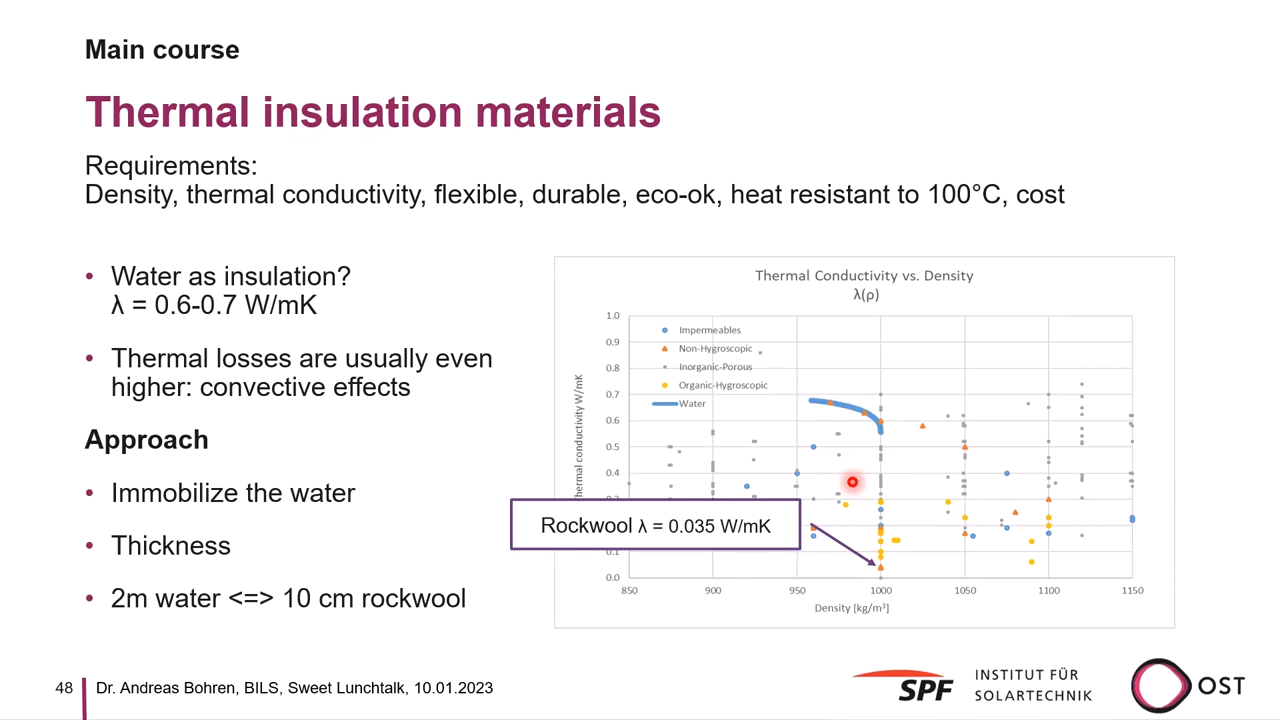 Main course
Thermal insulation materials
Requirements:
Density, thermal conductivity, flexible, durable, eco-ok, heat resistant to 100°C, cost
• Water as insulation?
λ = 0.6-0.7 W/mK
• Thermal losses are usually even
higher: convective effects
Approach
• Immobilize the water
• Thickness
• 2m water <=> 10 cm rockwool
Thermal Conductivity vs. Density
λ(ρ)
1.0
0.9
0.8
0.7
0.6
0.5
0.4
0.3
0.1
0.0
hermal conductivity W/mK
Impermeables
Non-Hygroscopic
Inorganic-Porous
Organic-Hygroscopic
Water
Rockwool λ = 0.035 W/mK
850 900 950 1000 1050 1100 1150
Density [kg/m³]
48 Dr. Andreas Bohren, BILS, Sweet Lunchtalk, 10.01.2023
SPF
INSTITUT FÜR
SOLARTECHNIK
OST